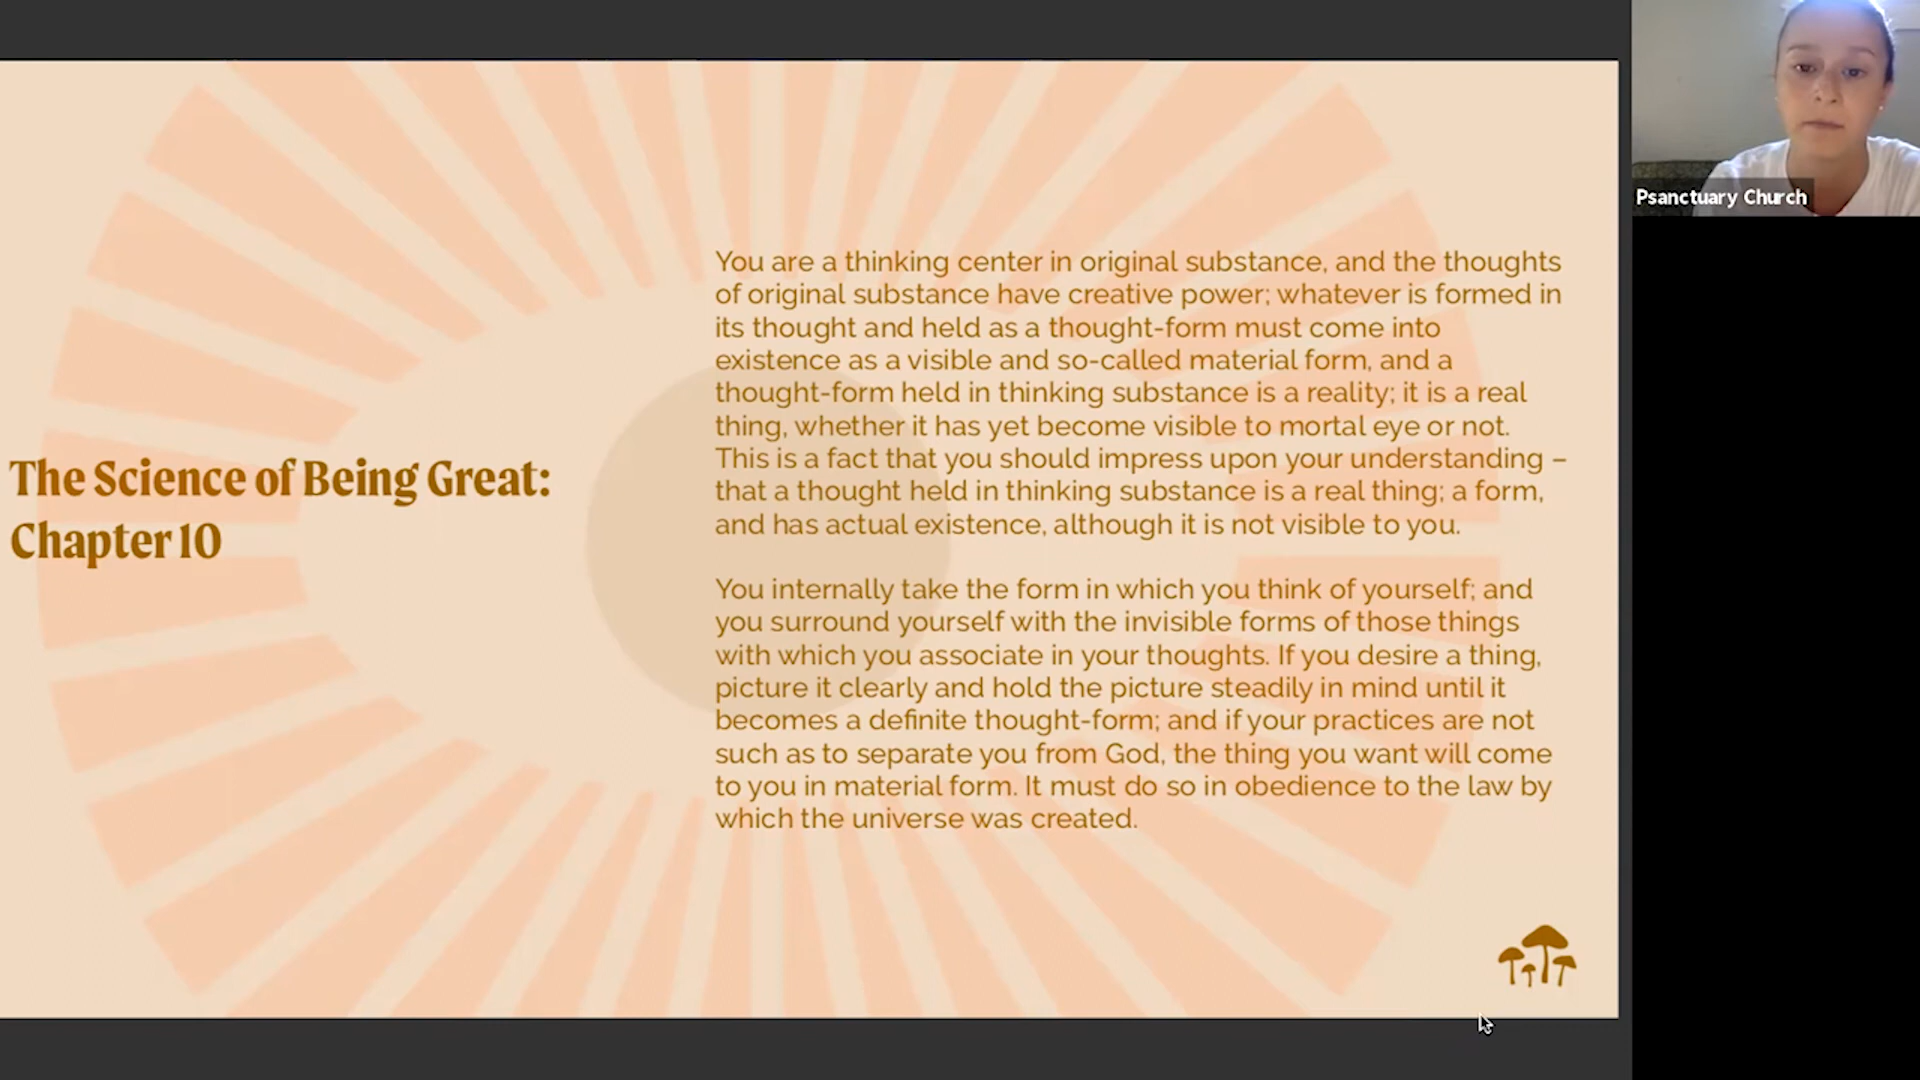 Psanctuary Church
The Science of Being Great:
Chapter 10
You are a thinking center in original substance, and the thoughts
of original substance have creative power; whatever is formed in
its thought and held as a thought-form must come into
existence as a visible and so-called material form, and a
thought-form held in thinking substance is a reality; it is a real
thing, whether it has yet become visible to mortal eye or not.
This is a fact that you should impress upon your understanding –
that a thought held in thinking substance is a real thing; a form,
and has actual existence, although it is not visible to you.
You internally take the form in which you think of yourself; and
you surround yourself with the invisible forms of those things
with which you associate in your thoughts. If you desire a thing,
picture it clearly and hold the picture steadily in mind until it
becomes a definite thought-form; and if your practices are not
such as to separate you from God, the thing you want will come
to you in material form. It must do so in obedience to the law by
which the universe was created.